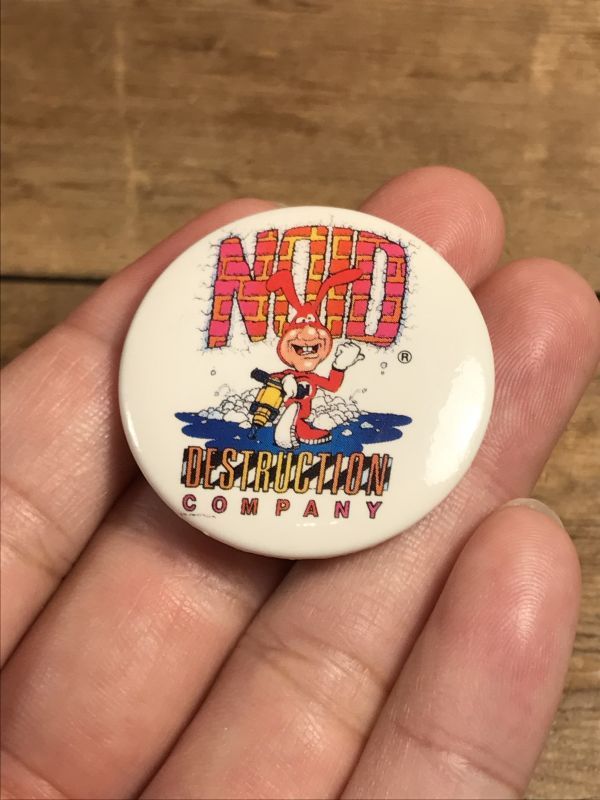 NOID
®
DESTRUCTION
COMPANY